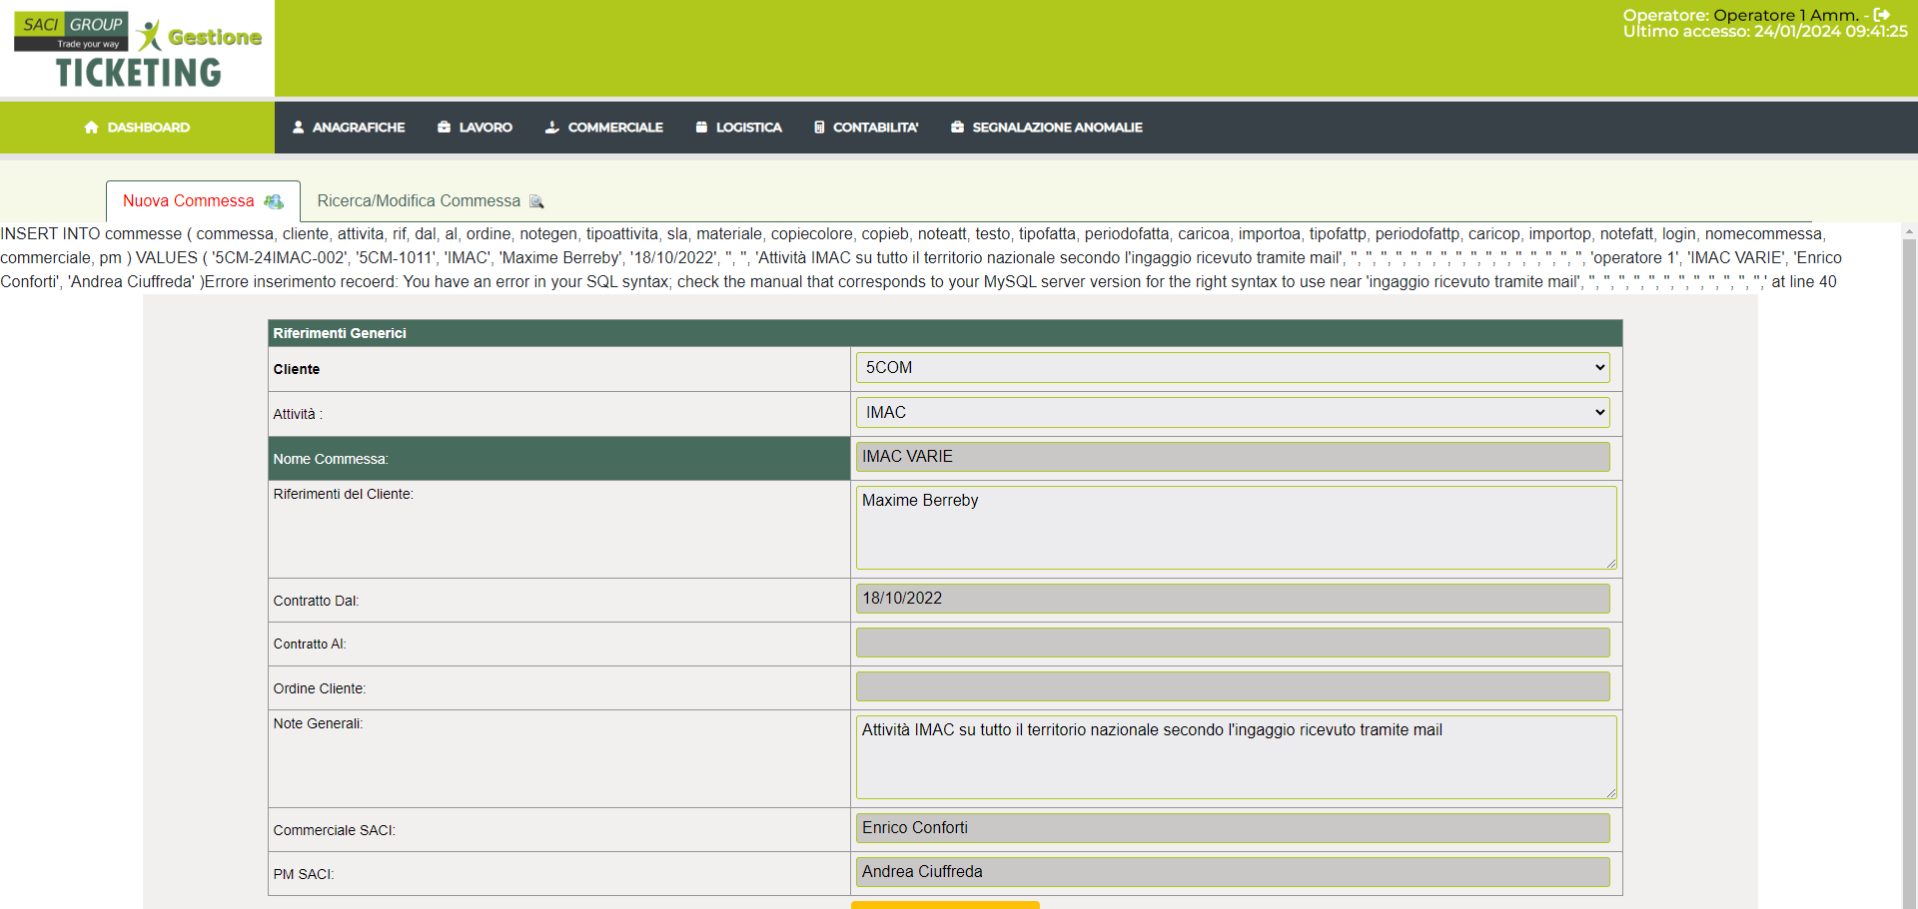 SACI GROUP
Trade your way
Gestione
TICKETING
Operatore: Operatore 1 Amm. -
Ultimo accesso: 24/01/2024 09:41:25
DASHBOARD
ANAGRAFICHE
LAVORO
COMMERCIALE
LOGISTICA
CONTABILITA'
SEGNALAZIONE ANOMALIE
Nuova Commessa
Ricerca/Modifica Commessa
INSERT INTO commesse ( commessa, cliente, attivita, rif, dal, al, ordine, notegen, tipoattivita, sla, materiale, copiecolore, copieb, noteatt, testo, tipofatta, periodofatta, caricoa, importoa, tipofattp, periodofattp, caricop, importop, notefatt, login, nomecommessa,
commerciale, pm ) VALUES ( '5CM-24IMAC-002', '5CM-1011', 'IMAC', 'Maxime Berreby', '18/10/2022', '', '', 'Attività IMAC su tutto il territorio nazionale secondo l'ingaggio ricevuto tramite mail', '', '', '', '', '', '', '', '', '', '', '', '', '', '', '', '', 'operatore 1', 'IMAC VARIE', 'Enrico
Conforti', 'Andrea Ciuffreda' )Errore inserimento recoerd: You have an error in your SQL syntax; check the manual that corresponds to your MySQL server version for the right syntax to use near 'ingaggio ricevuto tramite mail', '', '', '', '', '', '', '', '', '', '', '', '',' at line 40
Riferimenti Generici
Cliente
5COM
Attività :
IMAC
Nome Commessa:
IMAC VARIE
Riferimenti del Cliente:
Maxime Berreby
Contratto Dal:
18/10/2022
Contratto Al:
Ordine Cliente:
Note Generali:
Attività IMAC su tutto il territorio nazionale secondo l'ingaggio ricevuto tramite mail
Commerciale SACI:
Enrico Conforti
PM SACI:
Andrea Ciuffreda